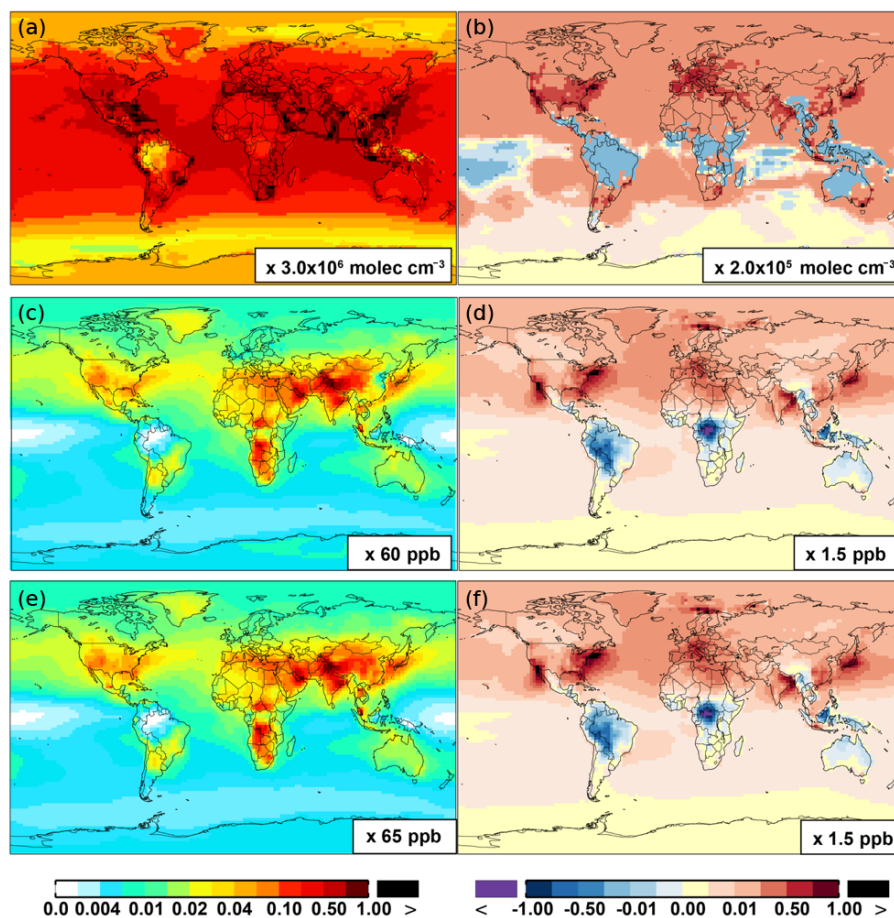 (a)
(b)
x 3.0x10⁶ molec cm⁻³
x 2.0x10⁵ molec cm⁻³
(c)
(d)
x 60 ppb
x 1.5 ppb
(e)
(f)
x 65 ppb
x 1.5 ppb
0.0 0.004 0.01 0.02 0.04 0.10 0.50 1.00 >
< -1.00 -0.50 -0.01 0.00 0.01 0.50 1.00 >